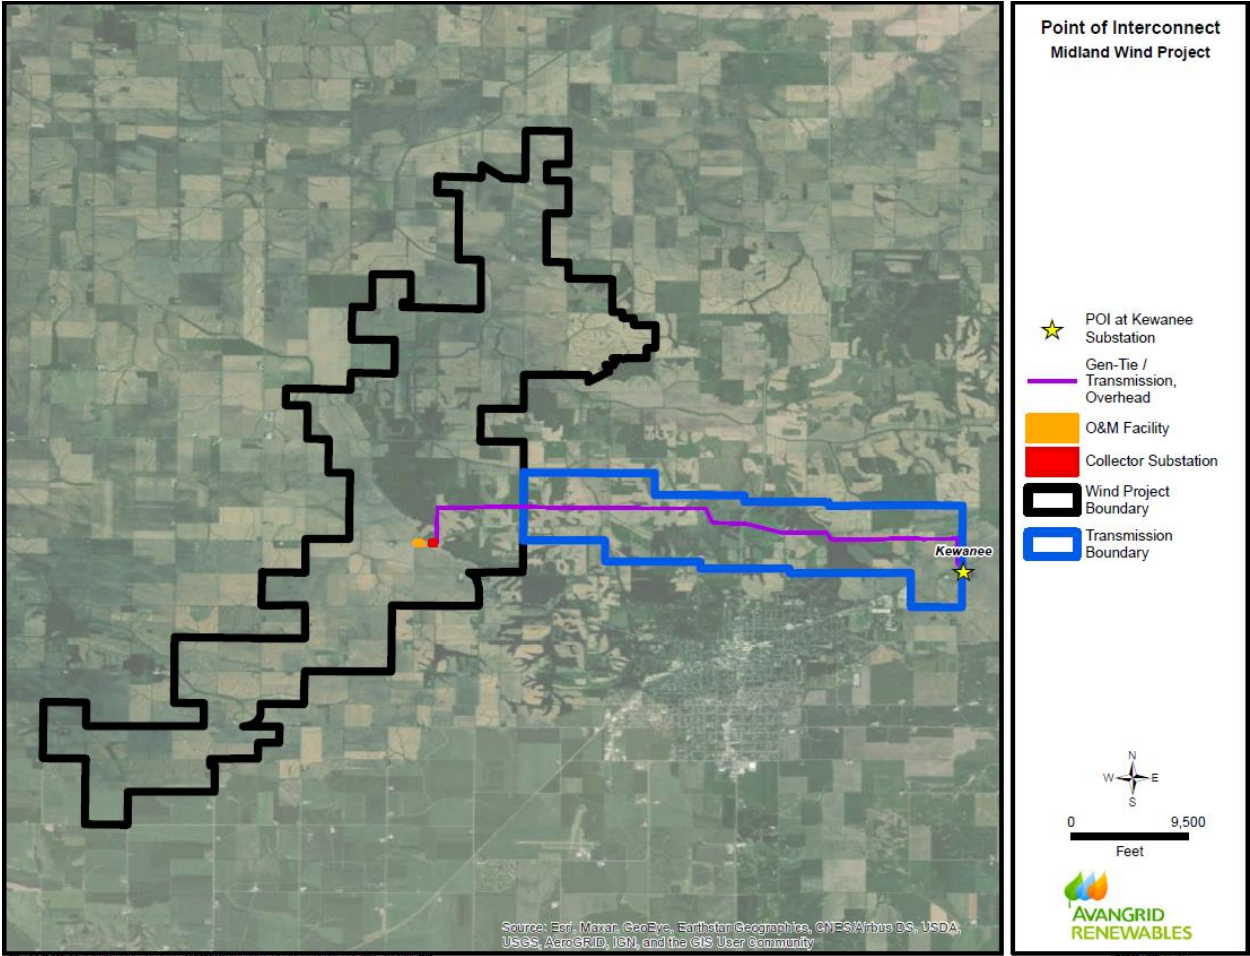 Point of Interconnect
Midland Wind Project
POI at Kewanee
Substation
Gen-Tie /
Transmission,
Overhead
O&M Facility
Collector Substation
Wind Project
Boundary
Transmission
Boundary
Kewanee
N
W E
S
0 9,500
Feet
AVANGRID
RENEWABLES
Source: Esri, Maxar, GeoEye, Earthstar Geographics, CNES/Airbus DS, USDA,
USGS, AeroGRID, IGN, and the GIS User Community